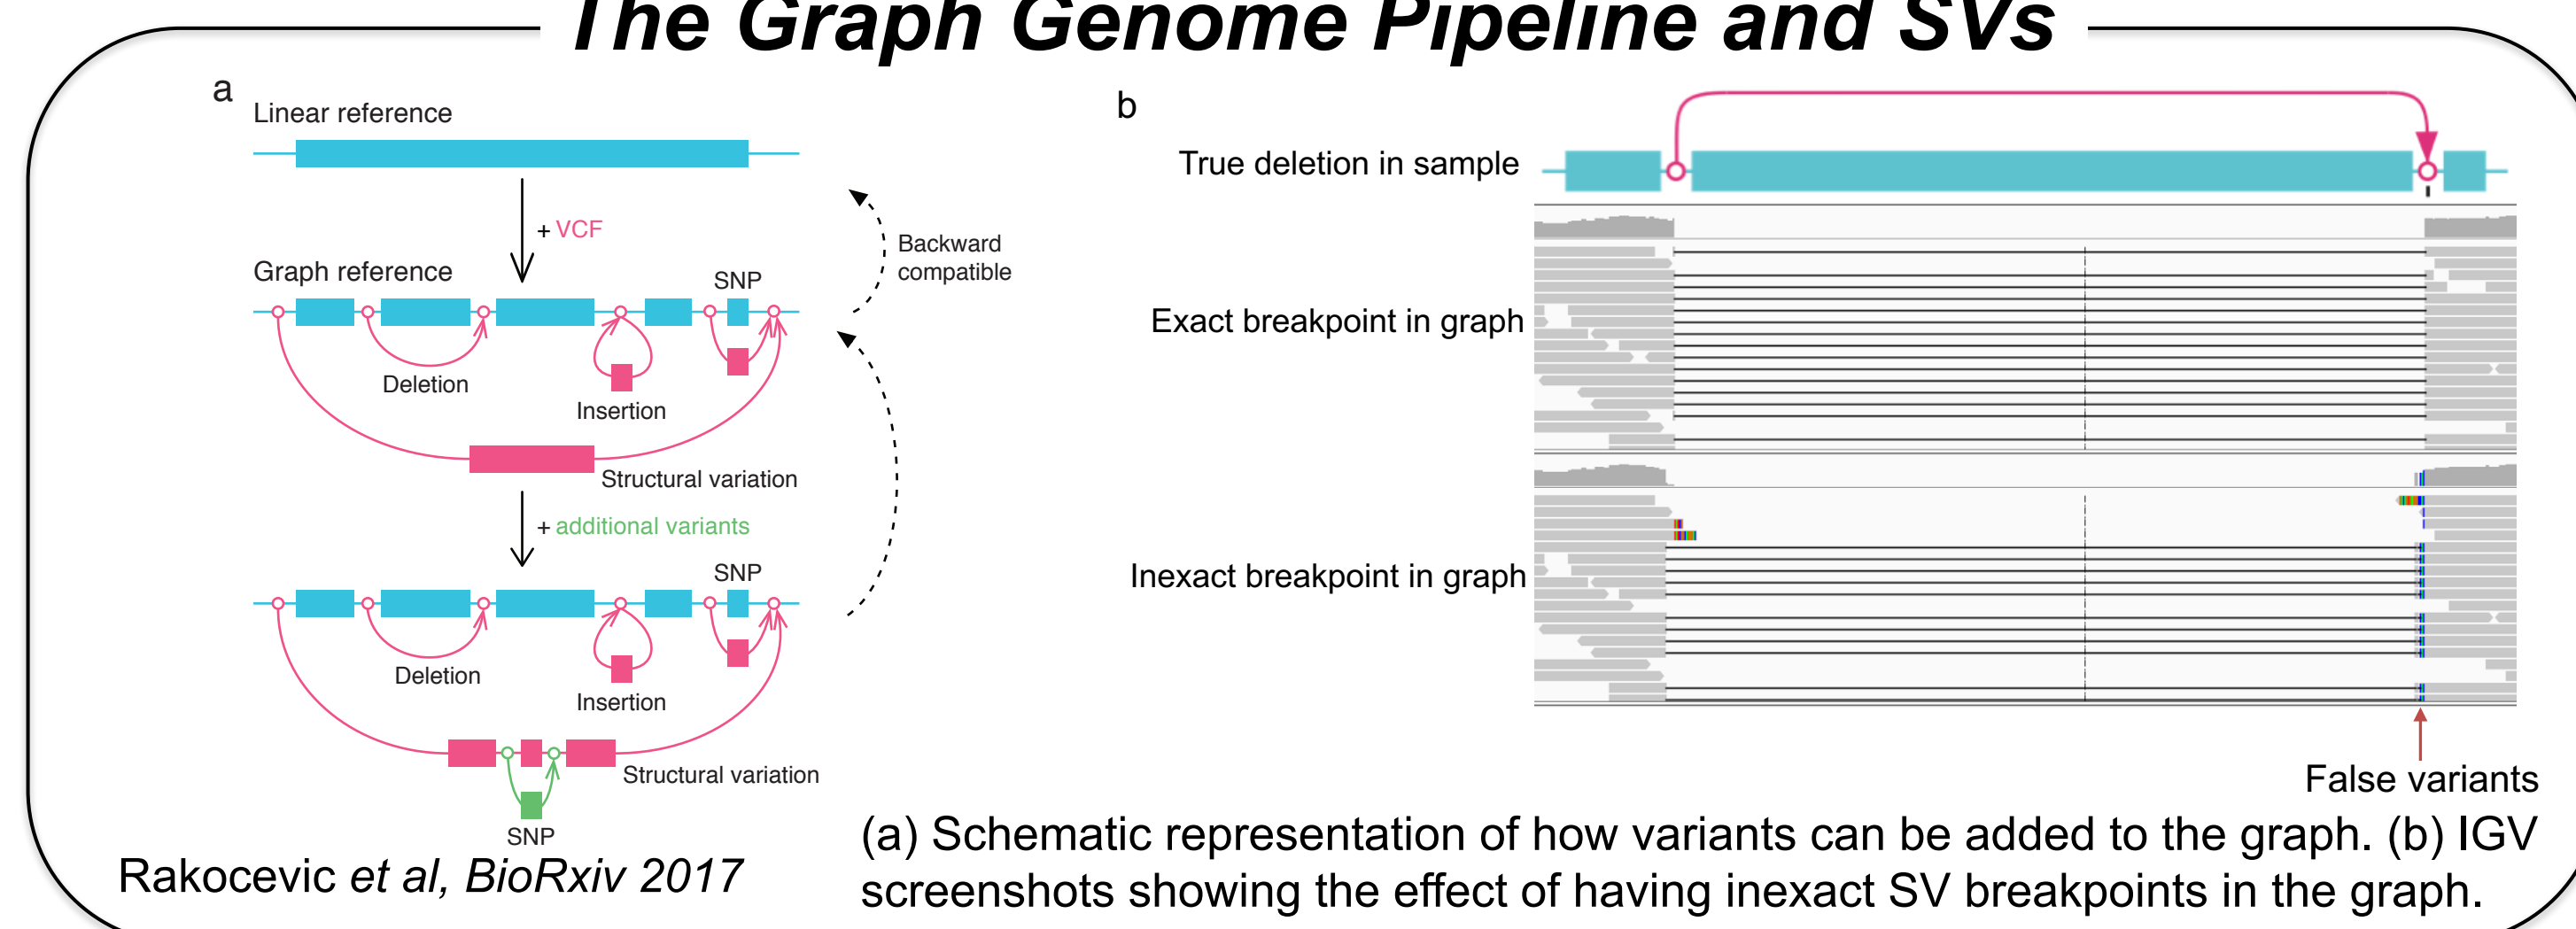 The Graph Genome Pipeline and SVs
a
Linear reference
+ VCF
Graph reference
SNP
Deletion
Insertion
Structural variation
+ additional variants
SNP
Deletion
Insertion
Structural variation
SNP
Backward
compatible
Rakocevic et al, BioRxiv 2017
b
True deletion in sample
Exact breakpoint in graph
Inexact breakpoint in graph
False variants
(a) Schematic representation of how variants can be added to the graph. (b) IGV
screenshots showing the effect of having inexact SV breakpoints in the graph.